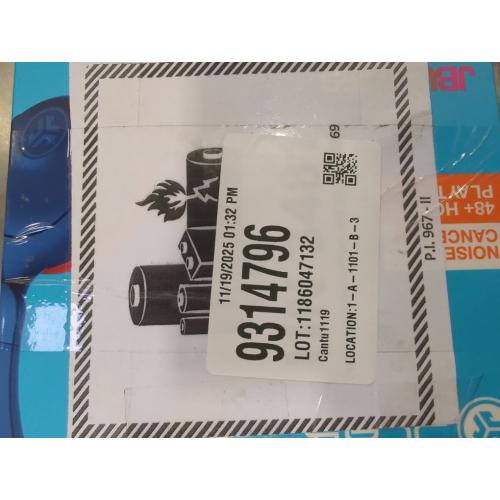 11/19/2025 01:32 PM
9314796
LOT:1186047132
Cantu1119
LOCATION:1-A-1101-B-3
69
P.I. 967 - II
48+ HO
PLAYT
NOISE
CANCE